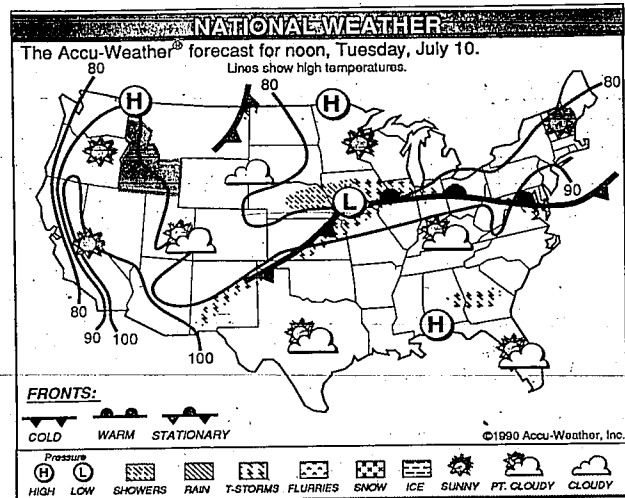 NATIONAL WEATHER
The Accu-Weather® forecast for noon, Tuesday, July 10.
Lines show high temperatures.
80
80
80
H
H
90
L
80
90
100
100
H
FRONTS:
COLD
WARM
STATIONARY
©1990 Accu-Weather, Inc.
Pressure
H
L
HIGH
LOW
SHOWERS
RAIN
T-STORMS
FLURRIES
SNOW
ICE
SUNNY
PT. CLOUDY
CLOUDY